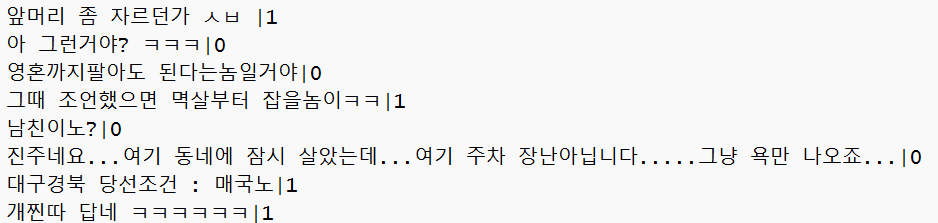 앞머리 좀 자르던가 ㅅㅂ |1
아 그런거야? ㅋㅋㅋ|0
영혼까지팔아도 된다는놈일거야|0
그때 조언했으면 멱살부터 잡을놈이ㅋㅋ|1
남친이노?|0
진주네요...여기 동네에 잠시 살았는데...여기 주차 장난아닙니다.....그냥 욕만 나오죠...|0
대구경북 당선조건 : 매국노|1
개찐따 답네 ㅋㅋㅋㅋㅋㅋ|1